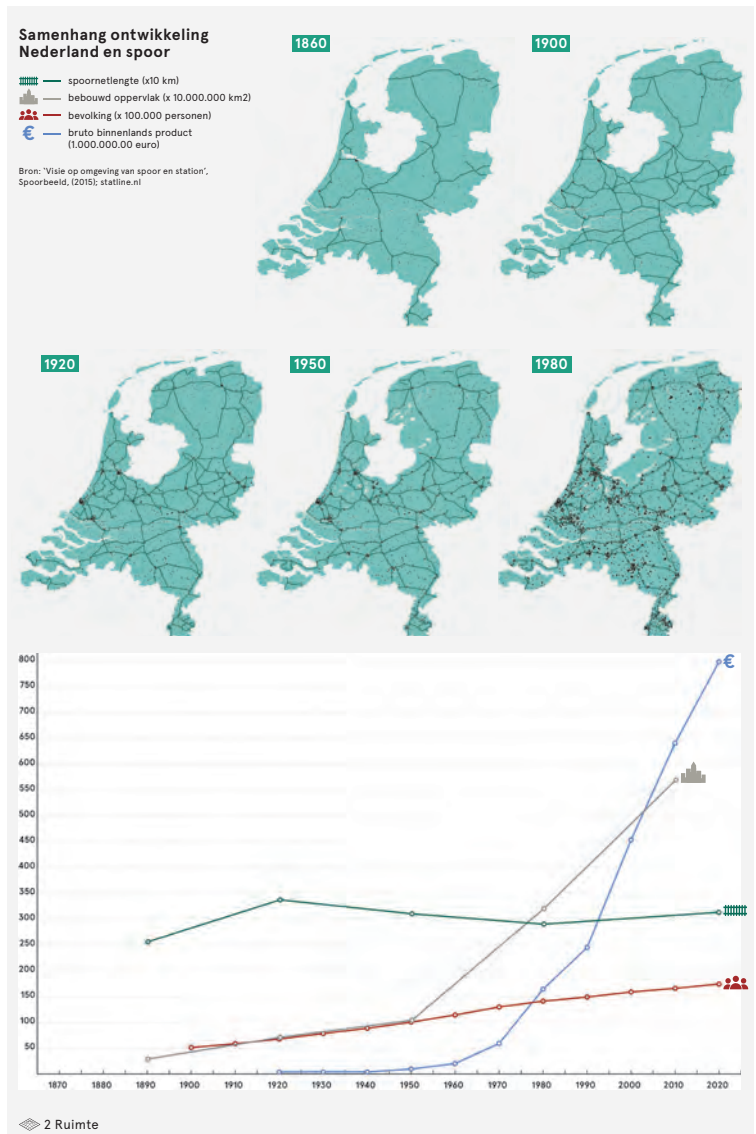 Samenhang ontwikkeling
Nederland en spoor
spoornetlengte (x10 km)
bebouwd oppervlak (x 10.000.000 km2)
bevolking (x 100.000 personen)
€
bruto binnenlands product
(1.000.000.00 euro)
Bron: 'Visie op omgeving van spoor en station',
Spoorbeeld, (2015); statline.nl
1860
1900
1920
1950
1980
800
750
700
650
600
550
500
450
400
350
300
250
200
150
100
50
€
1870 1880 1890 1900 1910 1920 1930 1940 1950 1960 1970 1980 1990 2000 2010 2020
2 Ruimte